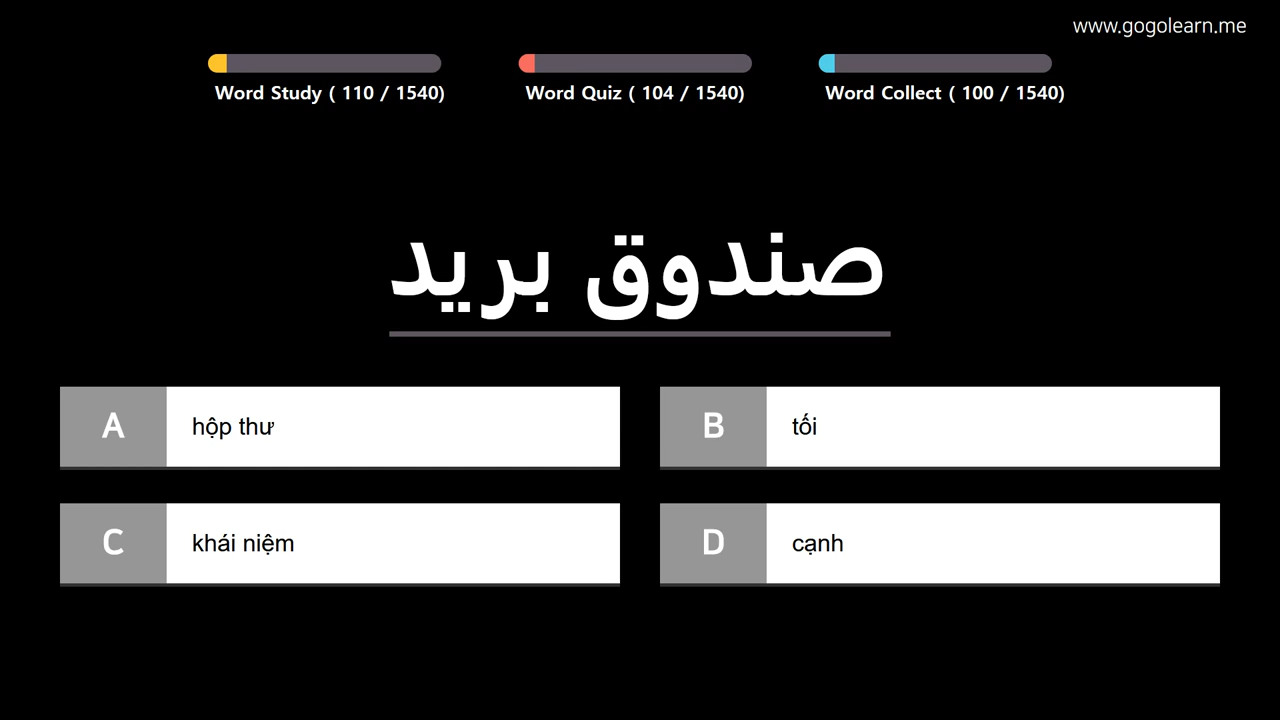 www.gogolearn.me
Word Study ( 110 / 1540)
Word Quiz ( 104 / 1540)
Word Collect ( 100 / 1540)
صندوق بريد
A hộp thư
B tối
C khái niệm
D cạnh